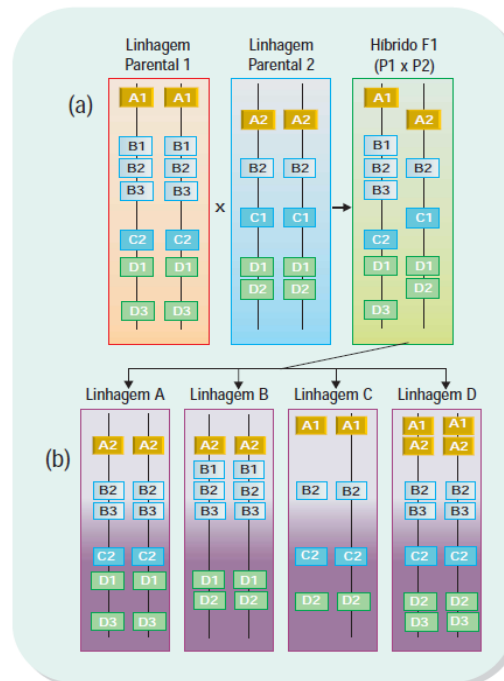 Linhagem Parental 1
Linhagem Parental 2
Híbrido F1 (P1 x P2)
(a)
A1 A1
B1 B1
B2 B2
B3 B3
C2 C2
D1 D1
D3 D3
x
A2 A2
B2 B2
C1 C1
D1 D1
D2 D2
A1
A2
B1
B2 B2
B3
C1
C2
D1 D1
D2
D3
(b)
Linhagem A
A2 A2
B2 B2
B3 B3
C2 C2
D1 D1
D3 D3
Linhagem B
A2 A2
B1 B1
B2 B2
B3 B3
D1 D1
D2 D2
Linhagem C
A1 A1
B2 B2
C2 C2
D2 D2
Linhagem D
A1 A1
A2 A2
B2 B2
B3 B3
C2 C2
D2 D2
D3 D3